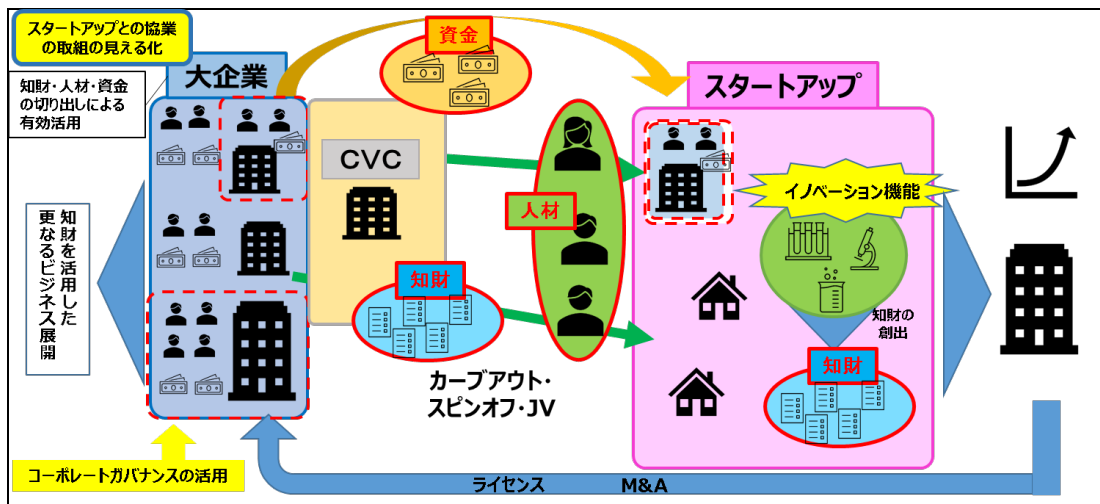 スタートアップとの協業
の取組の見える化
大企業
知財・人材・資金
の切り出しによる
有効活用
資金
スタートアップ
CVC
人材
イノベーション機能
知財を活用した
更なるビジネス展開
知財
知財の
創出
知財
カーブアウト・
スピンオフ・JV
コーポレートガバナンスの活用
ライセンス M&A